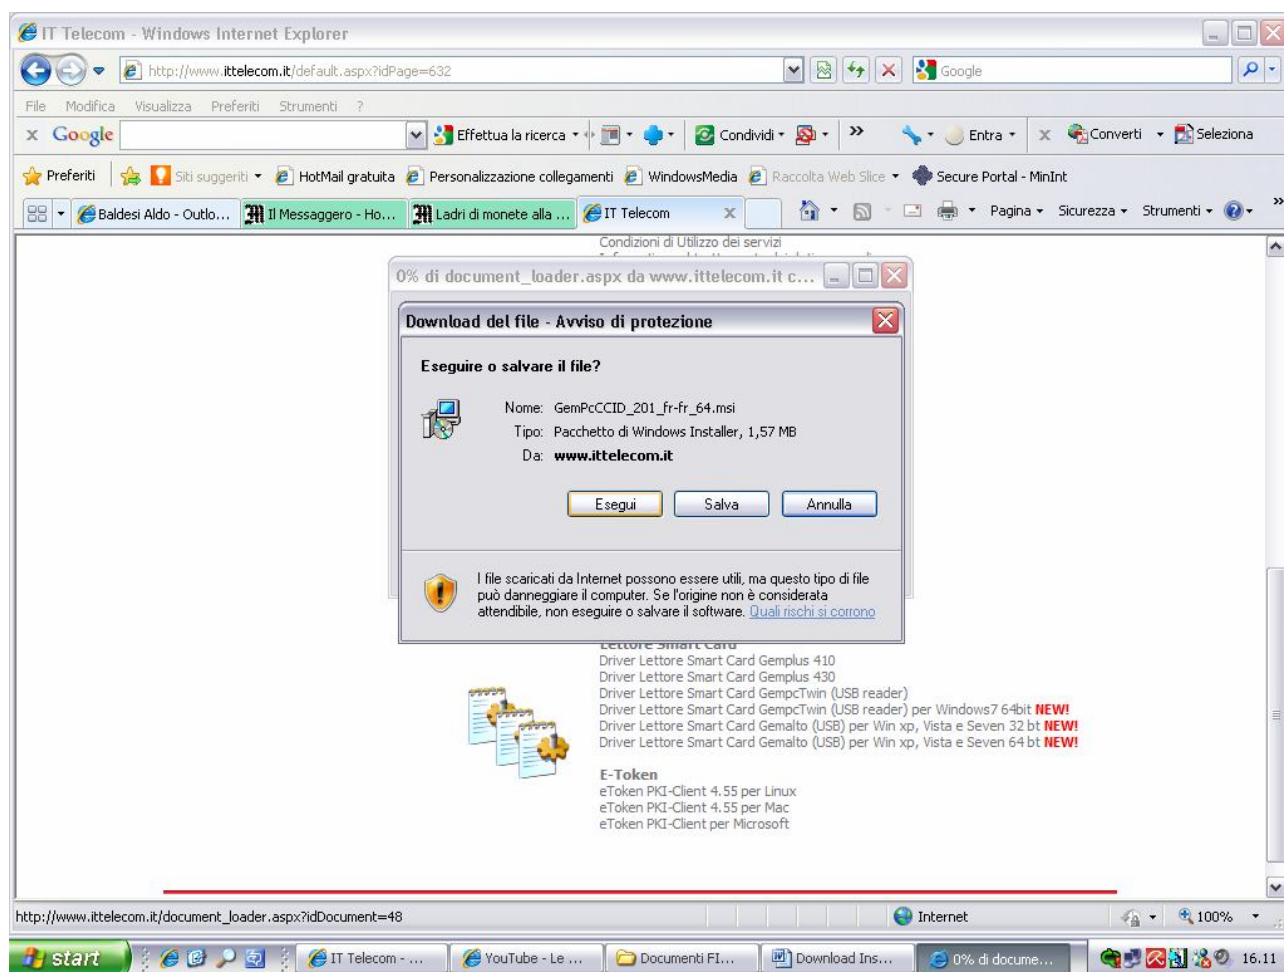 IT Telecom - Windows Internet Explorer
http://www.ittelecom.it/default.aspx?idPage=632
Google
File Modifica Visualizza Preferiti Strumenti ?
x Google Effettua la ricerca Condividi » Entra x Converti Seleziona
Preferiti Siti suggeriti HotMail gratuita Personalizzazione collegamenti WindowsMedia Raccolta Web Slice Secure Portal - MinInt
Baldesi Aldo - Outlo... Il Messaggero - Ho... Ladri di monete alla ... IT Telecom x Pagina Sicurezza Strumenti »
Condizioni di Utilizzo dei servizi
0% di document_loader.aspx da www.ittelecom.it c...
Download del file - Avviso di protezione
Eseguire o salvare il file?
Nome: GemPcCCID_201_fr-fr_64.msi
Tipo: Pacchetto di Windows Installer, 1,57 MB
Da: www.ittelecom.it
Esegui Salva Annulla
I file scaricati da Internet possono essere utili, ma questo tipo di file
può danneggiare il computer. Se l'origine non è considerata
attendibile, non eseguire o salvare il software. Quali rischi si corrono
Lettore Smart Card
Driver Lettore Smart Card Gemplus 410
Driver Lettore Smart Card Gemplus 430
Driver Lettore Smart Card GempcTwin (USB reader)
Driver Lettore Smart Card GempcTwin (USB reader) per Windows7 64bit NEW!
Driver Lettore Smart Card Gemalto (USB) per Win xp, Vista e Seven 32 bt NEW!
Driver Lettore Smart Card Gemalto (USB) per Win xp, Vista e Seven 64 bt NEW!
E-Token
eToken PKI-Client 4.55 per Linux
eToken PKI-Client 4.55 per Mac
eToken PKI-Client per Microsoft
http://www.ittelecom.it/document_loader.aspx?idDocument=48 Internet 100%
start IT Telecom - ... YouTube - Le ... Documenti FI... Download Ins... 0% di docume... 16.11